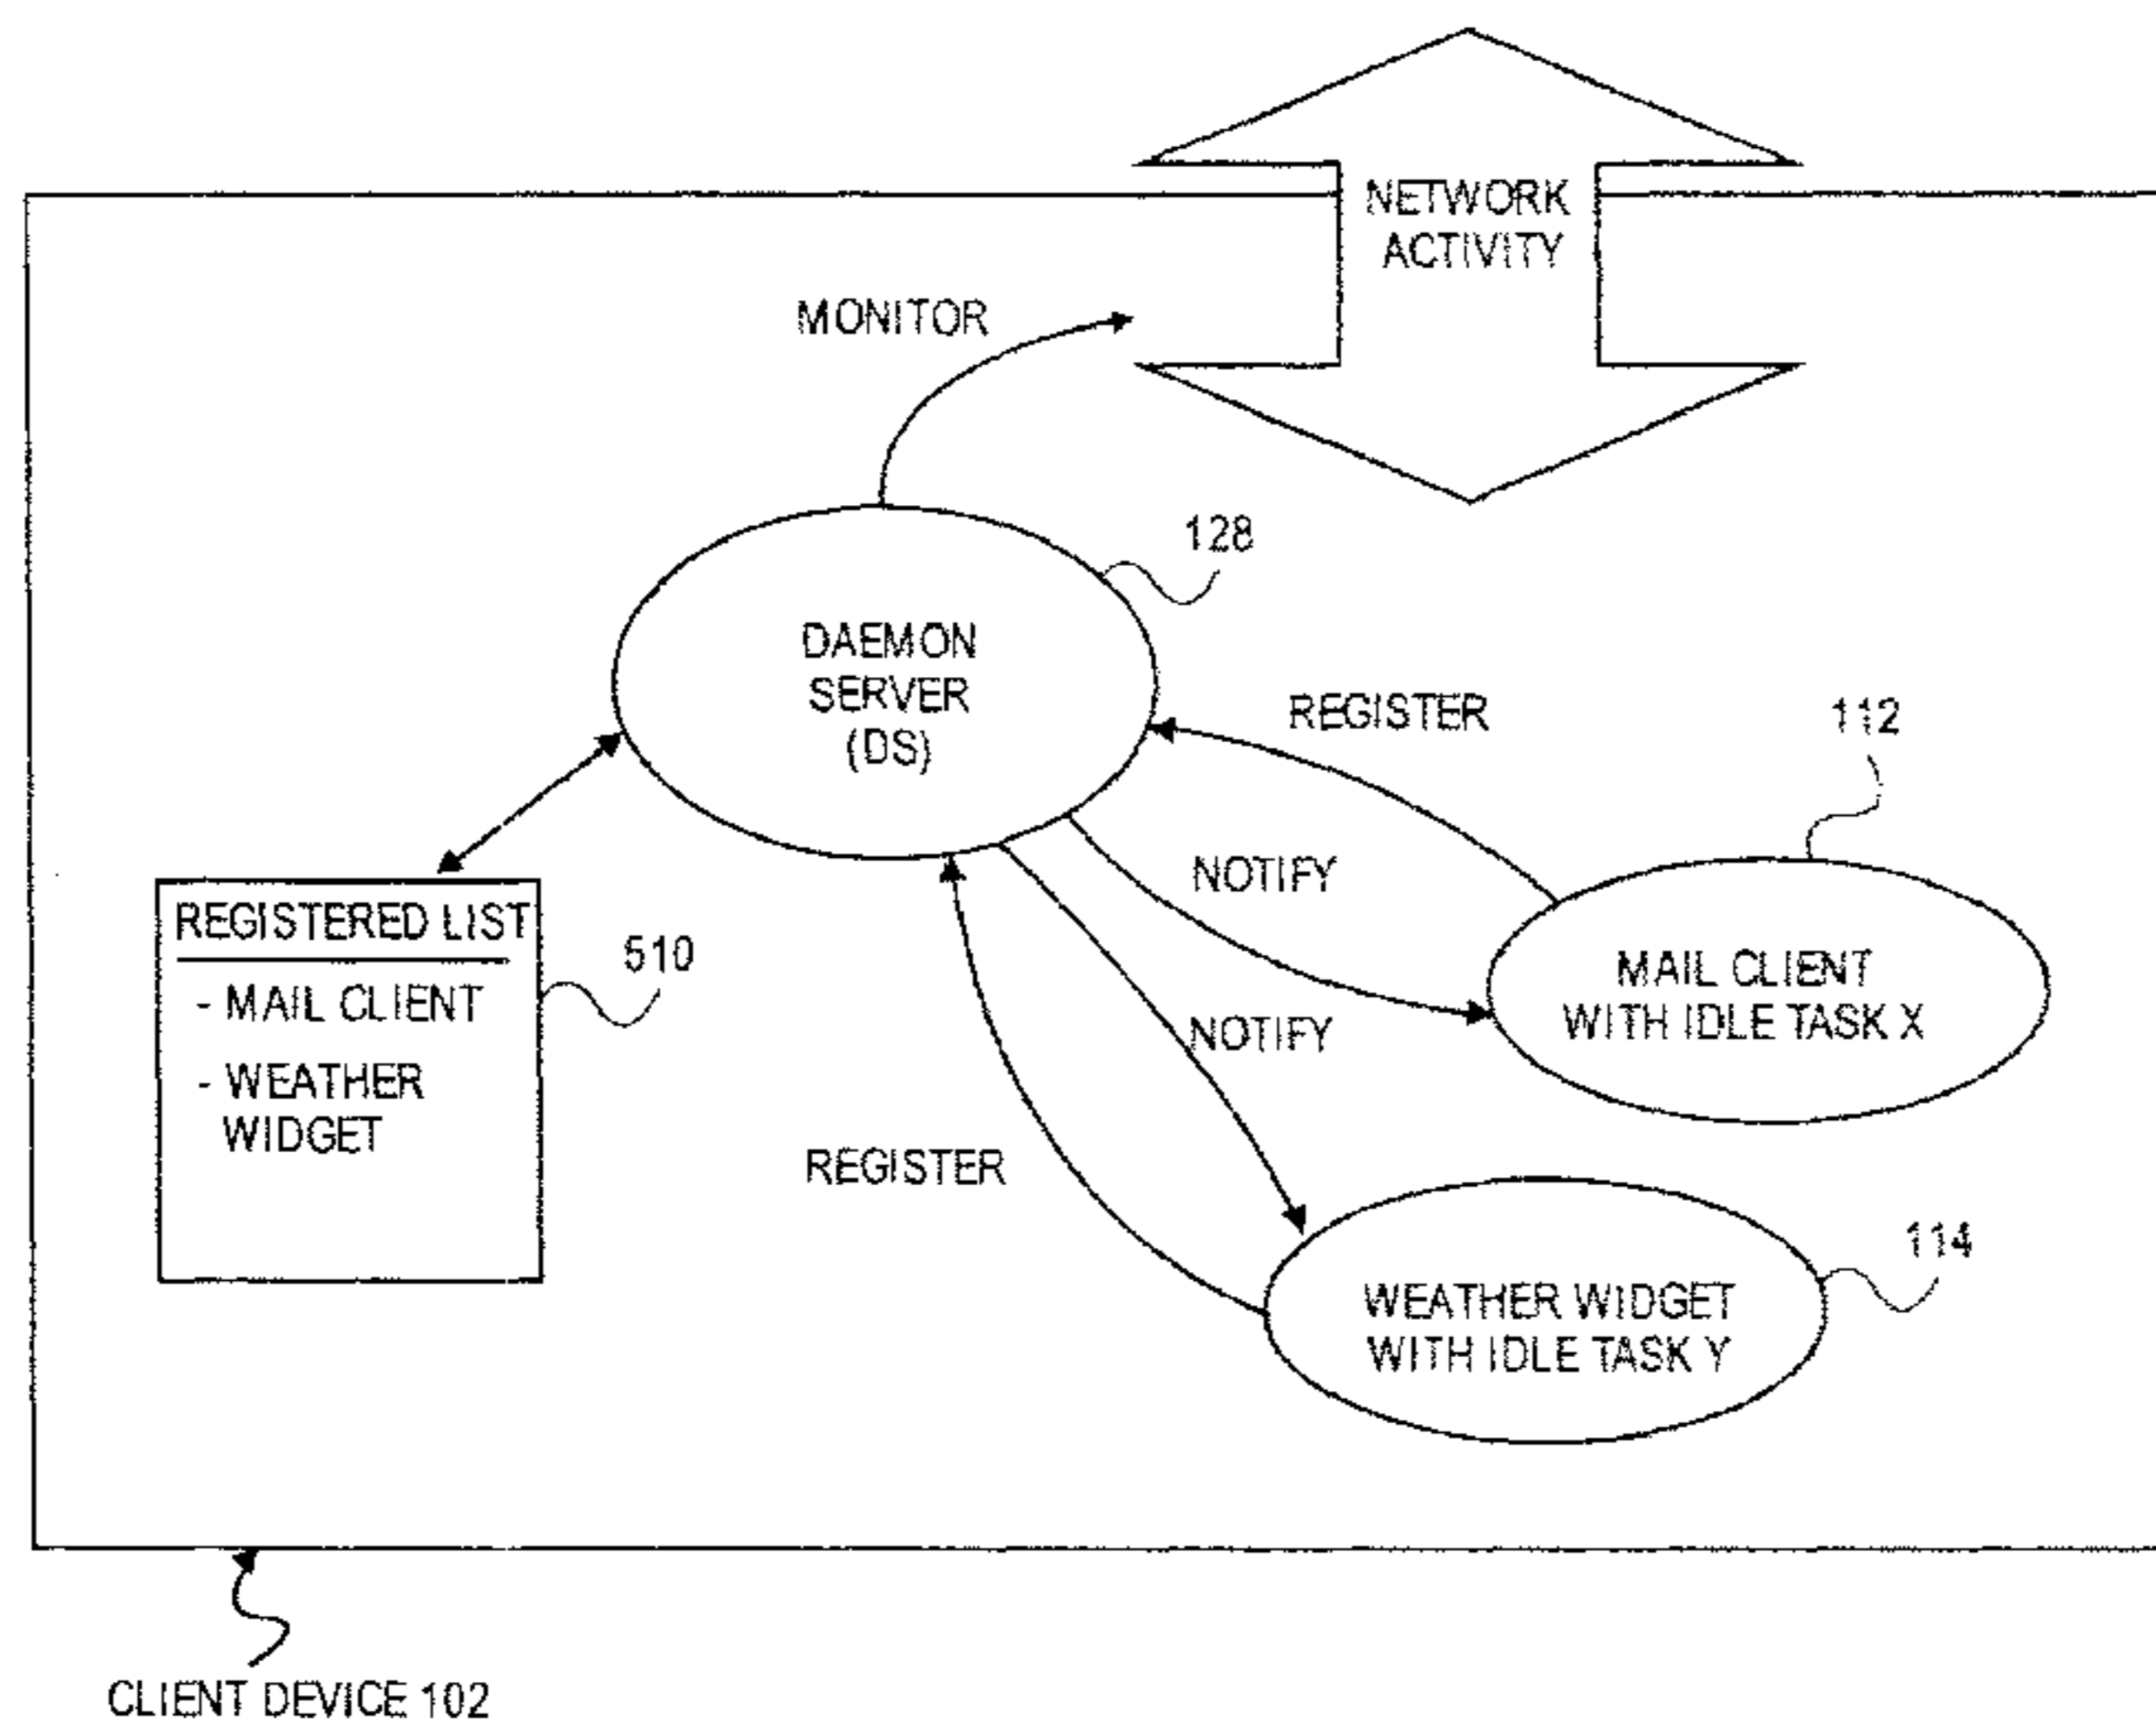 NETWORK
ACTIVITY
MONITOR
128
DAEMON
SERVER
(DS)
REGISTER
112
NOTIFY
REGISTERED LIST
- MAIL CLIENT
- WEATHER
WIDGET
510
MAIL CLIENT
WITH IDLE TASK X
NOTIFY
REGISTER
114
WEATHER WIDGET
WITH IDLE TASK Y
CLIENT DEVICE 102